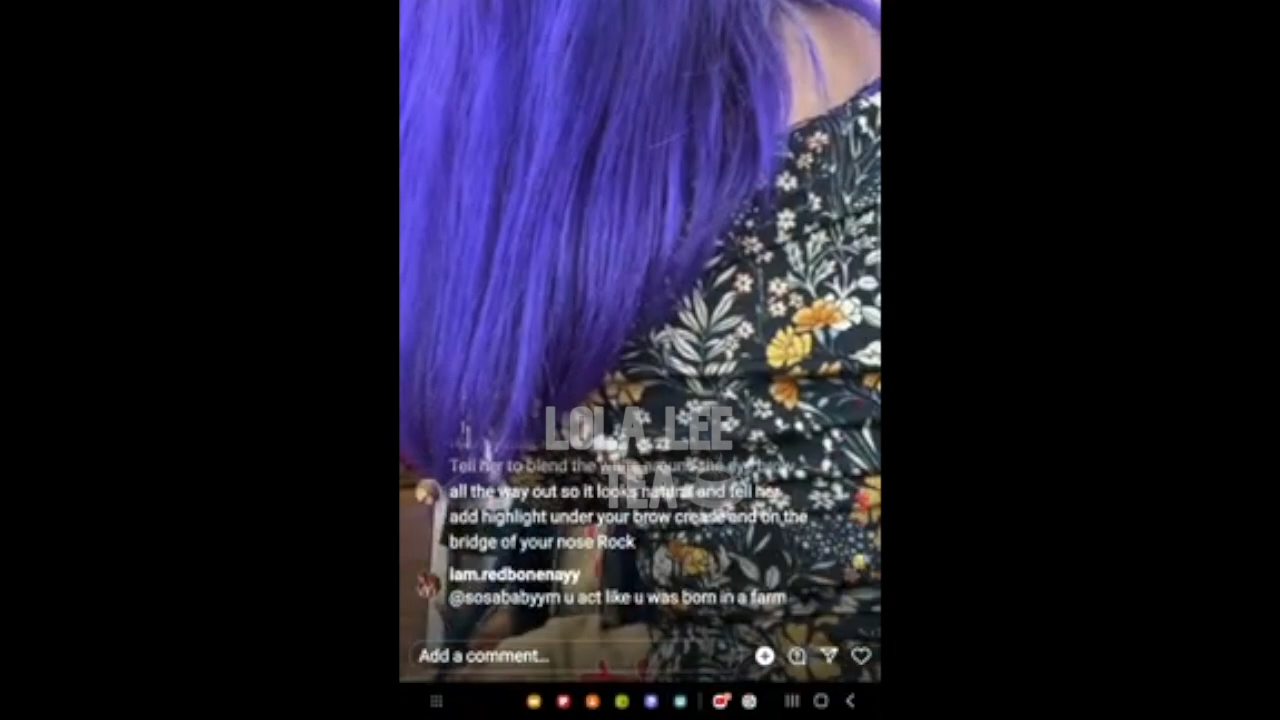 LOLA LEE
TEA
Tell her to blend the
all the way out so it looks natural and tell her
add highlight under your brow crease and on the
bridge of your nose Rock
iam.redbonenayy
@sosababyym u act like u was born in a farm
Add a comment...